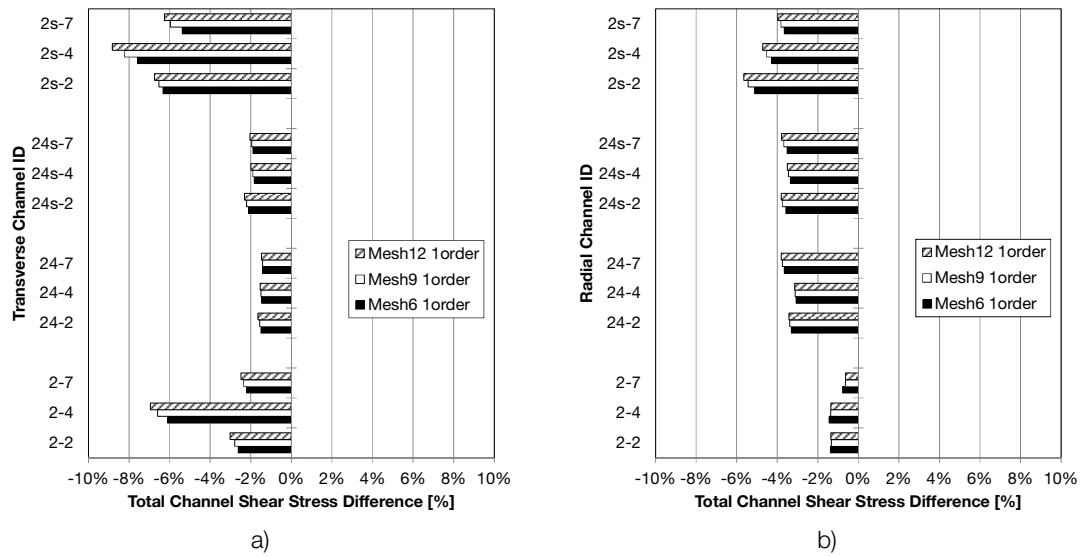 Transverse Channel ID
2s-7
2s-4
2s-2
24s-7
24s-4
24s-2
24-7
24-4
24-2
2-7
2-4
2-2
Mesh12 1order
Mesh9 1order
Mesh6 1order
-10% -8% -6% -4% -2% 0% 2% 4% 6% 8% 10%
Total Channel Shear Stress Difference [%]
a)
Radial Channel ID
2s-7
2s-4
2s-2
24s-7
24s-4
24s-2
24-7
24-4
24-2
2-7
2-4
2-2
Mesh12 1order
Mesh9 1order
Mesh6 1order
-10% -8% -6% -4% -2% 0% 2% 4% 6% 8% 10%
Total Channel Shear Stress Difference [%]
b)